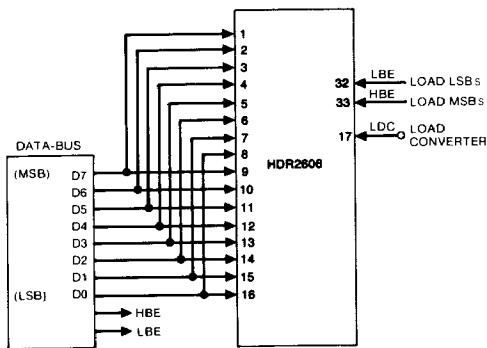 1
2
3
4
5
6
7
8
9
10
11
12
13
14
15
16
HDR2606
32 LBE LOAD LSBs
33 HBE LOAD MSBs
17 LDC LOAD
CONVERTER
DATA-BUS
(MSB) D7
D6
D5
D4
D3
D2
D1
(LSB) D0
HBE
LBE